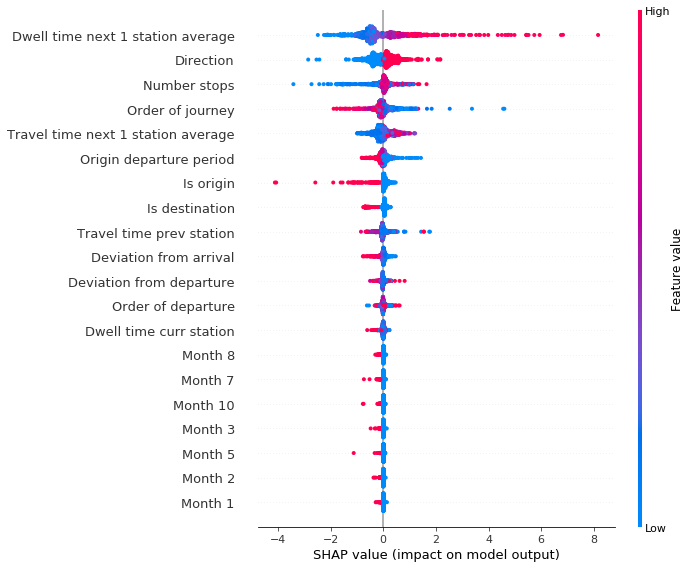 High
Dwell time next 1 station average
Direction
Number stops
Order of journey
Travel time next 1 station average
Origin departure period
Is origin
Is destination
Travel time prev station
Deviation from arrival
Deviation from departure
Order of departure
Dwell time curr station
Month 8
Month 7
Month 10
Month 3
Month 5
Month 2
Month 1
Feature value
Low
−4 −2 0 2 4 6 8
SHAP value (impact on model output)